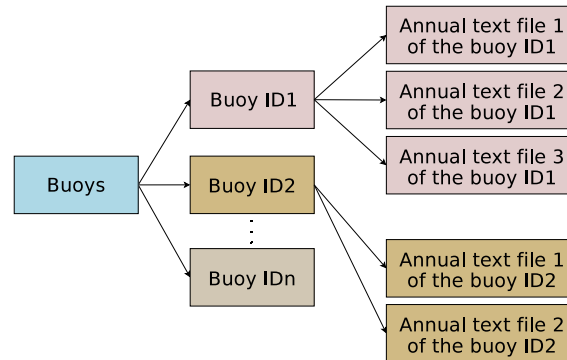 Buoys
Buoy ID1
Buoy ID2
Buoy IDn
Annual text file 1
of the buoy ID1
Annual text file 2
of the buoy ID1
Annual text file 3
of the buoy ID1
Annual text file 1
of the buoy ID2
Annual text file 2
of the buoy ID2